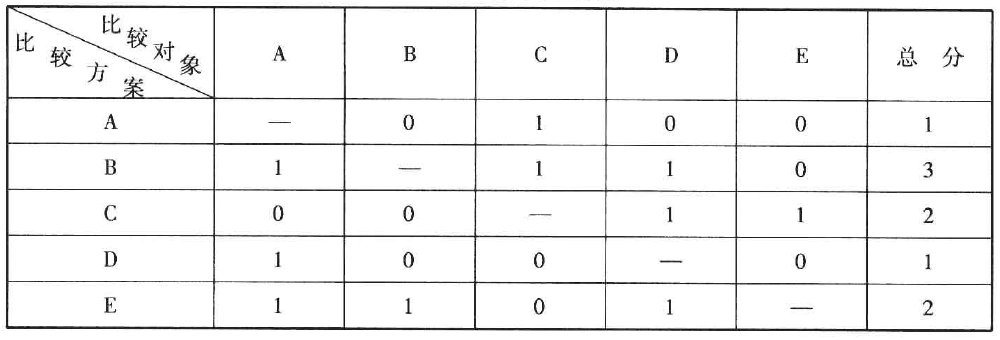 比较对象 比较方案 A B C D E 总 分
A — 0 1 0 0 1
B 1 — 1 1 0 3
C 0 0 — 1 1 2
D 1 0 0 — 0 1
E 1 1 0 1 — 2